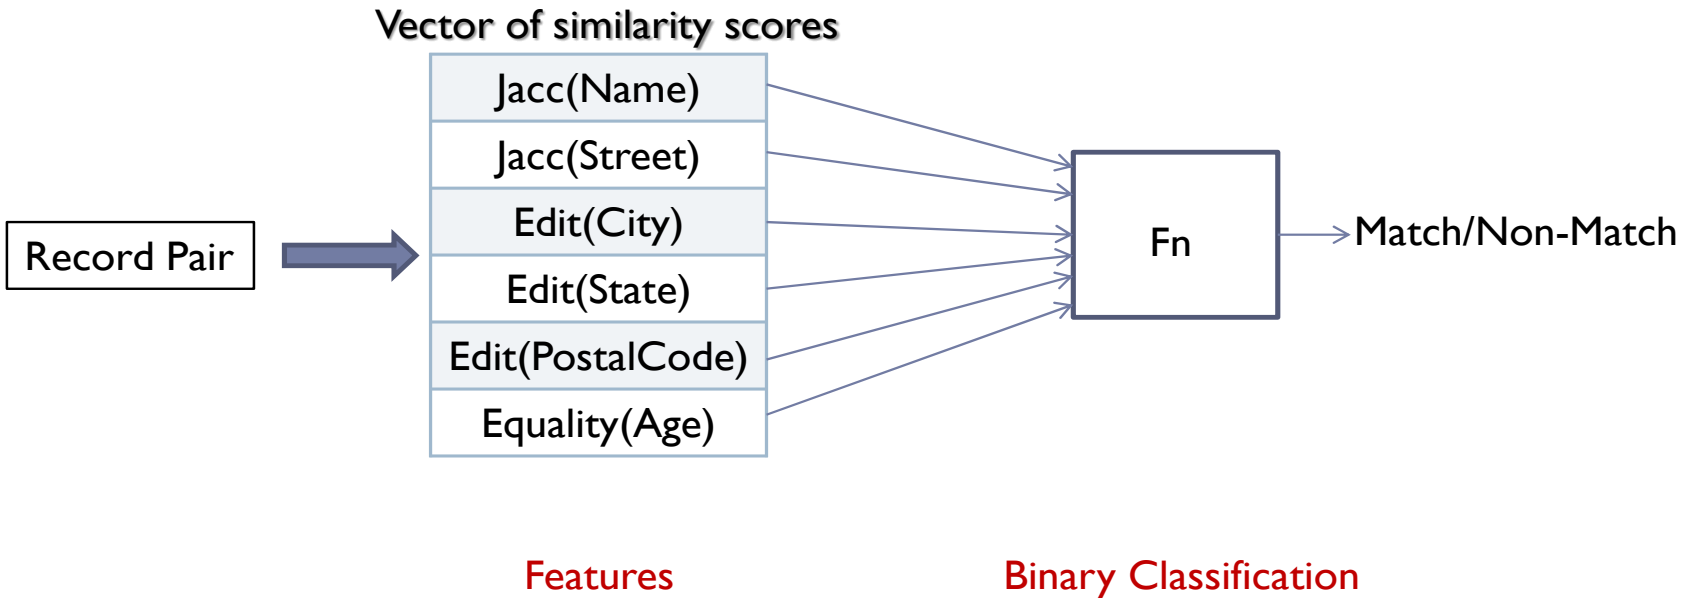 Vector of similarity scores
Jacc(Name)
Jacc(Street)
Edit(City)
Edit(State)
Edit(PostalCode)
Equality(Age)
Record Pair
Fn
Match/Non-Match
Features
Binary Classification